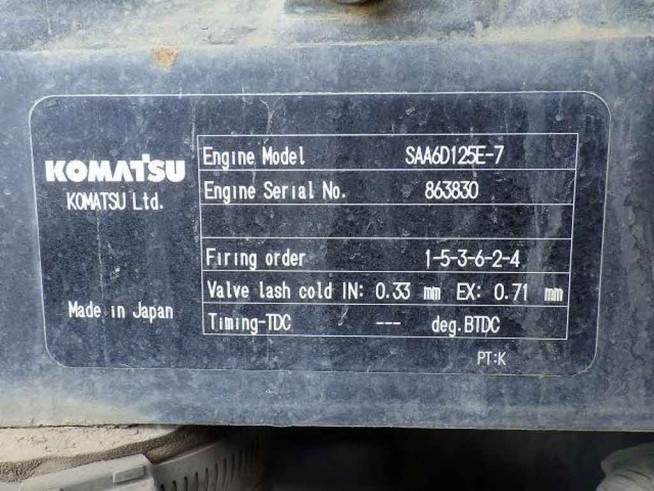 KOMATSU
KOMATSU Ltd.
Made in Japan
Engine Model SAA6D125E-7
Engine Serial No. 863830
Firing order 1-5-3-6-2-4
Valve lash cold IN: 0.33 mm EX: 0.71 mm
Timing-TDC --- deg.BTDC
PT:K